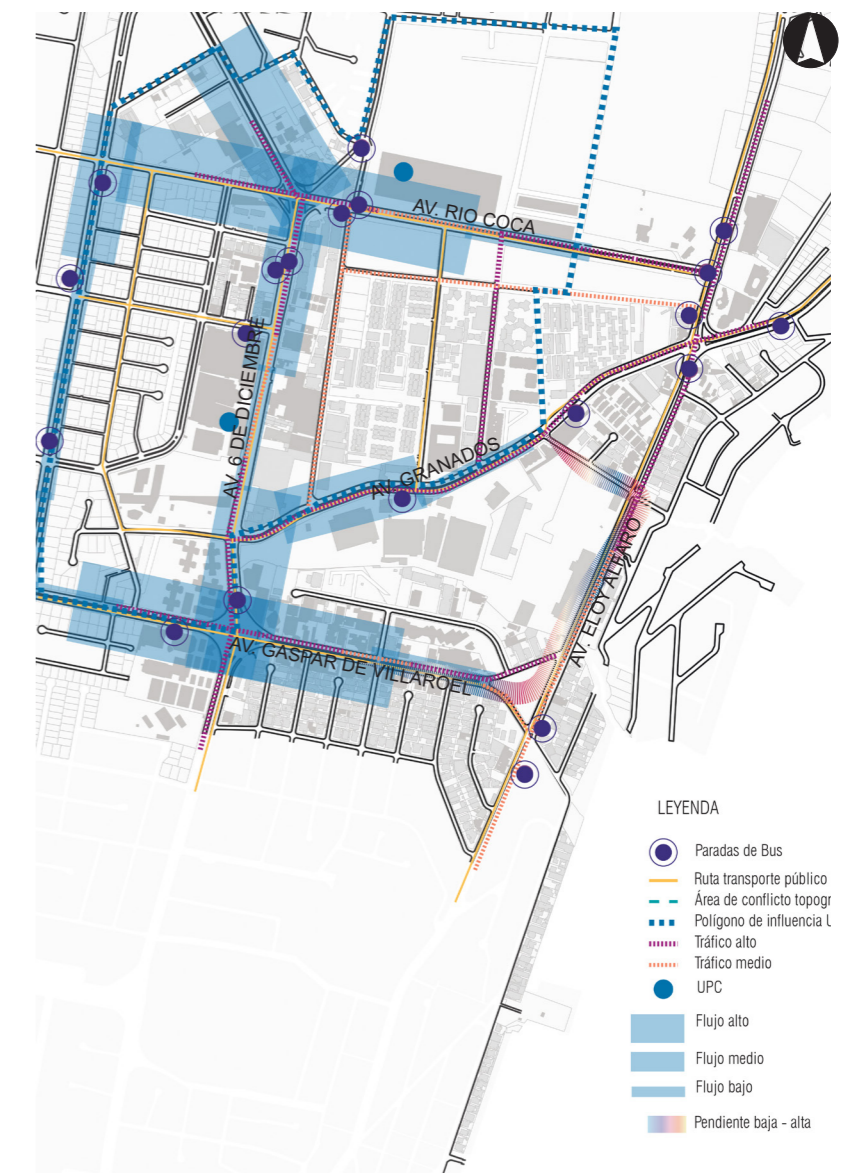 AV. RIO COCA
AV. 6 DE DICIEMBRE
AV. GRANADOS
AV. ELOY ALFARO
AV. GASPAR DE VILLAROEL
LEYENDA
Paradas de Bus
Ruta transporte público
Área de conflicto topogr
Polígono de influencia U
Tráfico alto
Tráfico medio
UPC
Flujo alto
Flujo medio
Flujo bajo
Pendiente baja - alta